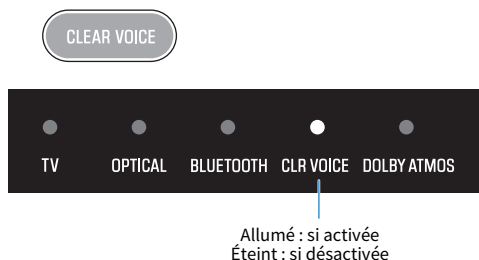 CLEAR VOICE
TV OPTICAL BLUETOOTH CLR VOICE DOLBY ATMOS
Allumé : si activée
Éteint : si désactivée